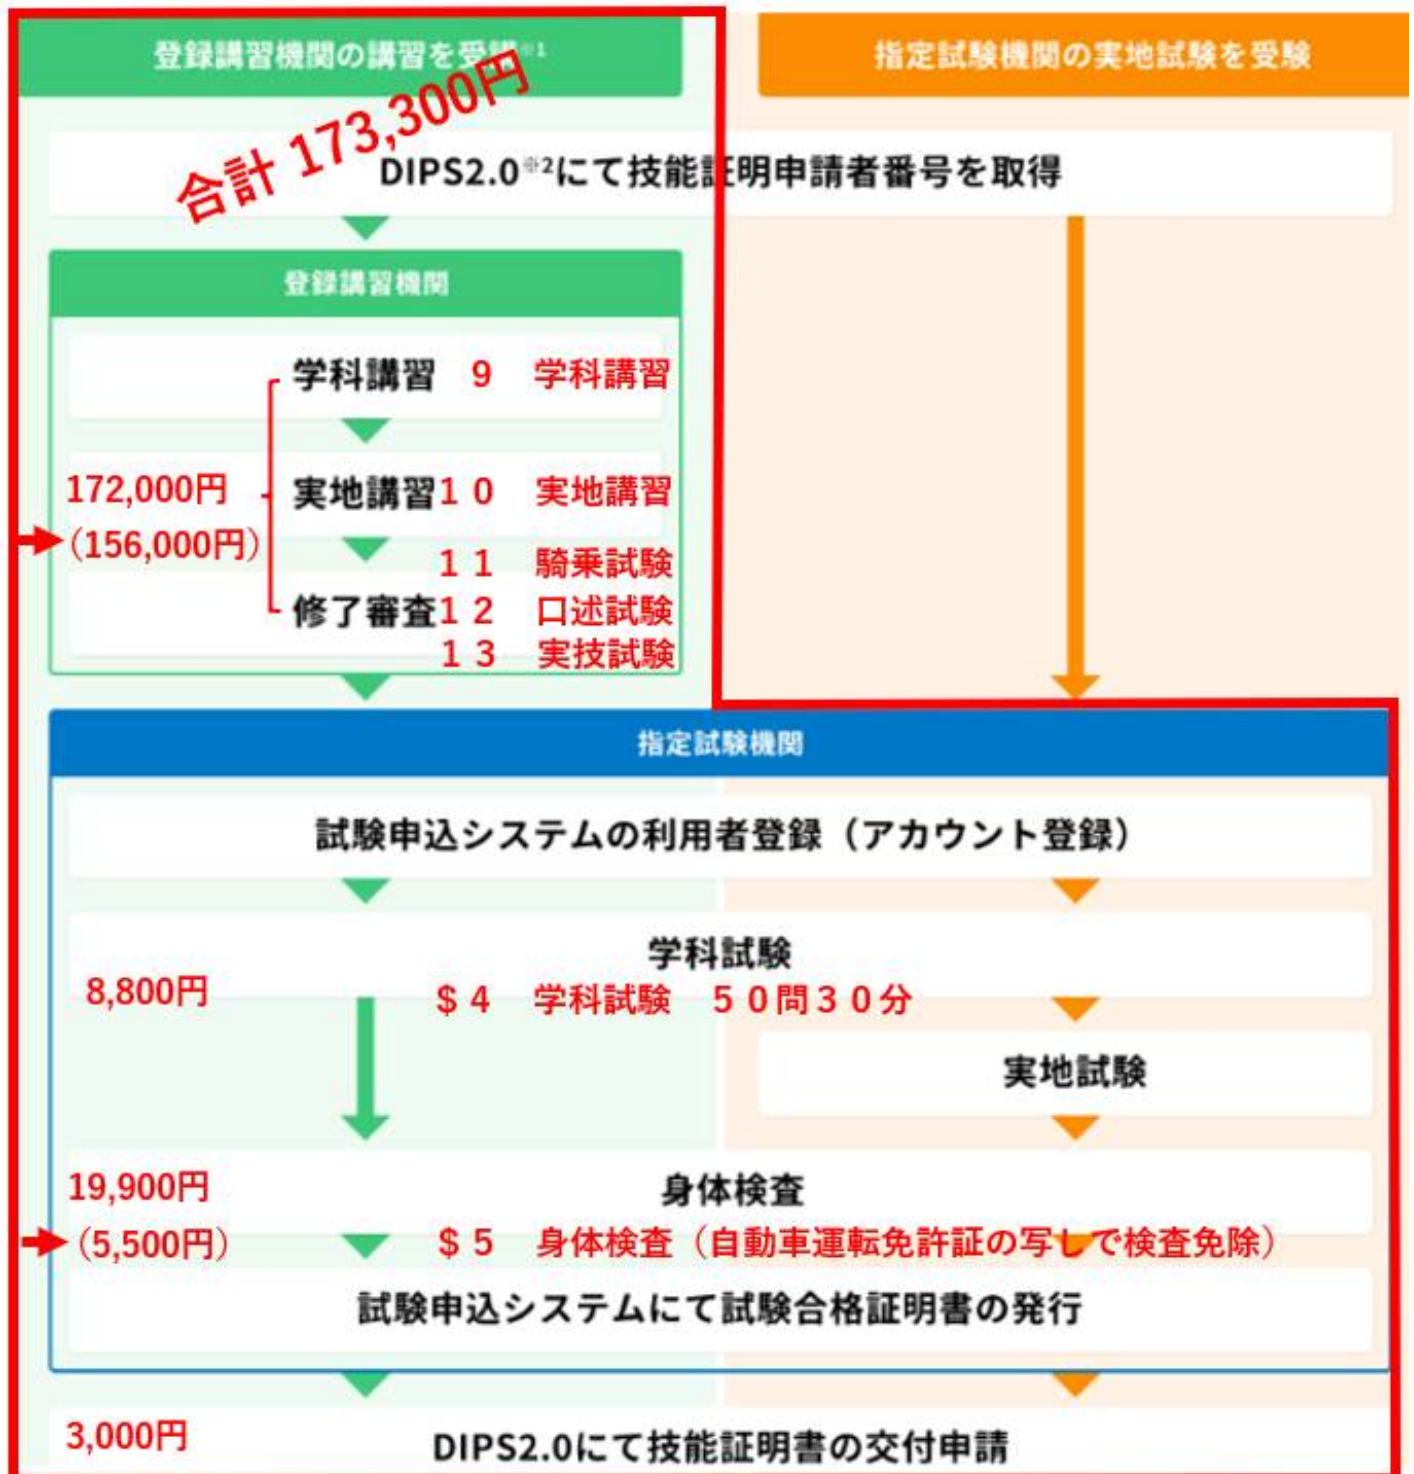 登録講習機関の講習を受講※1
指定試験機関の実地試験を受験
合計 173,300円
DIPS2.0※2にて技能証明申請者番号を取得
登録講習機関
学科講習 9 学科講習
172,000円
実地講習10 実地講習
(156,000円)
11 騎乗試験
修了審査12 口述試験
13 実技試験
指定試験機関
試験申込システムの利用者登録（アカウント登録）
学科試験
8,800円
$4 学科試験 50問30分
実地試験
19,900円
身体検査
(5,500円)
$5 身体検査（自動車運転免許証の写しで検査免除）
試験申込システムにて試験合格証明書の発行
3,000円
DIPS2.0にて技能証明書の交付申請